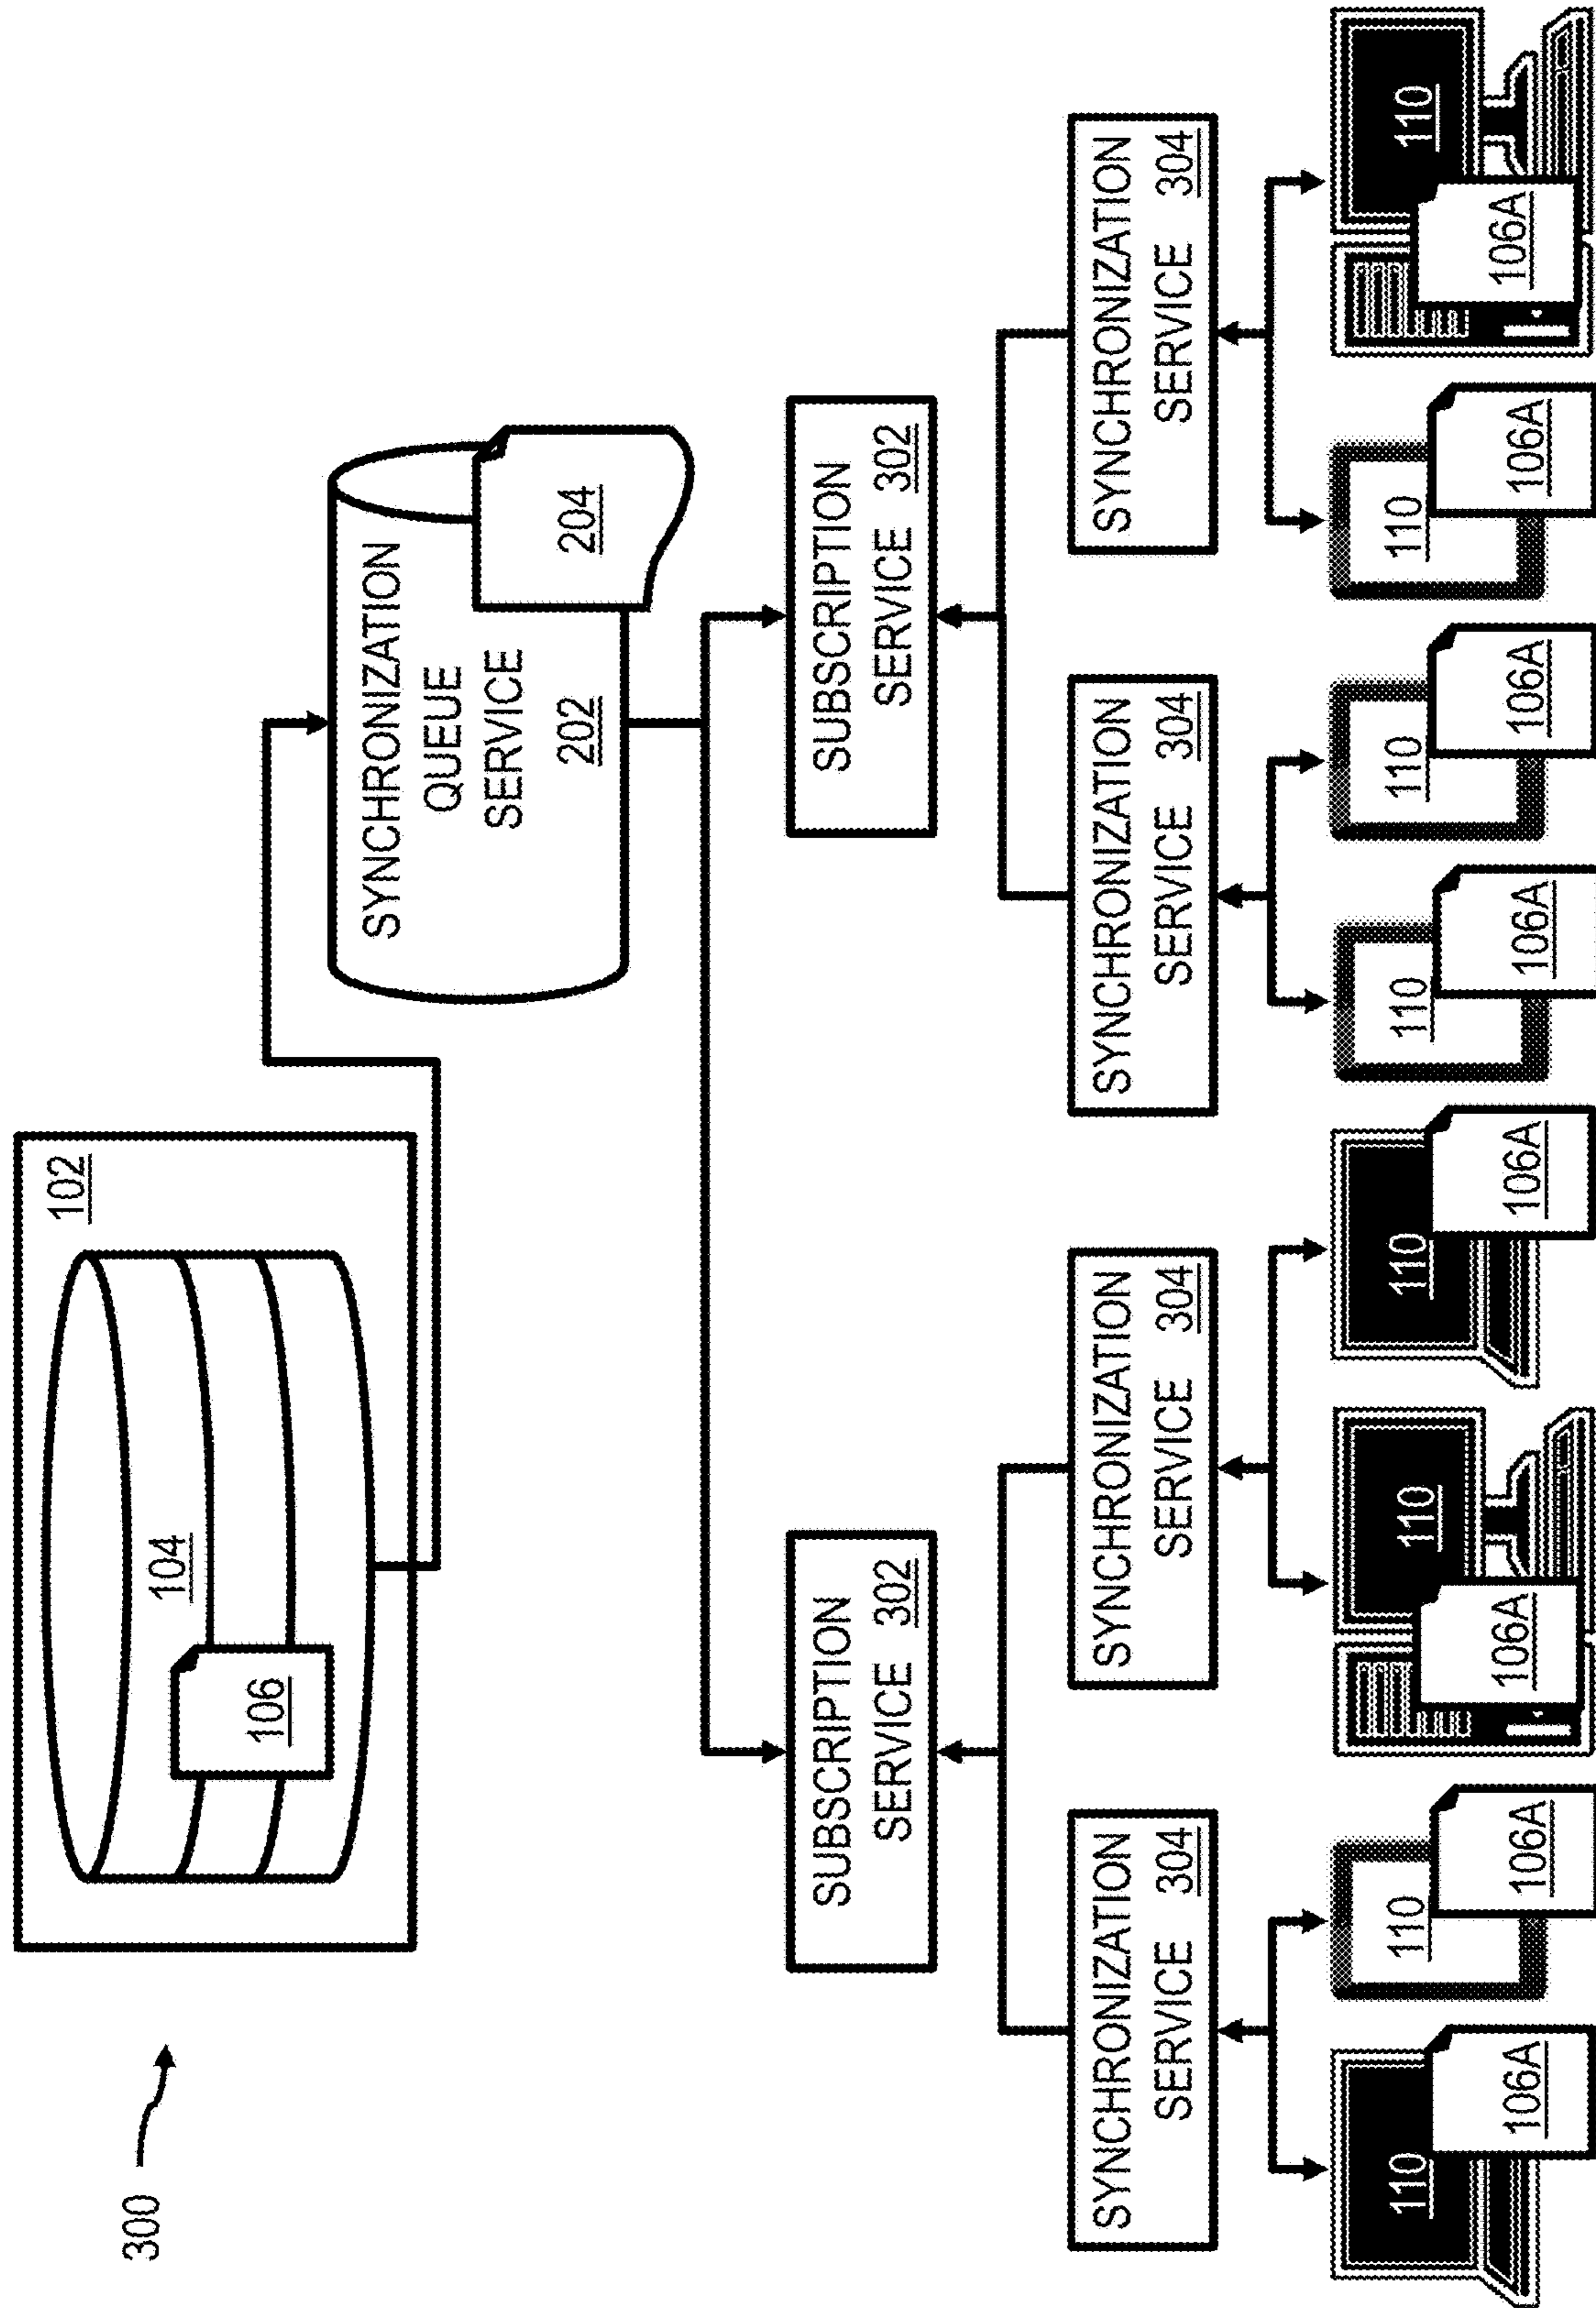 300
102
104
106
SYNCHRONIZATION
QUEUE
SERVICE
202
204
SUBSCRIPTION
SERVICE 302
SUBSCRIPTION
SERVICE 302
SYNCHRONIZATION
SERVICE 304
SYNCHRONIZATION
SERVICE 304
SYNCHRONIZATION
SERVICE 304
SYNCHRONIZATION
SERVICE 304
110
106A
110
106A
110
106A
110
106A
110
106A
110
106A
110
106A
110
106A